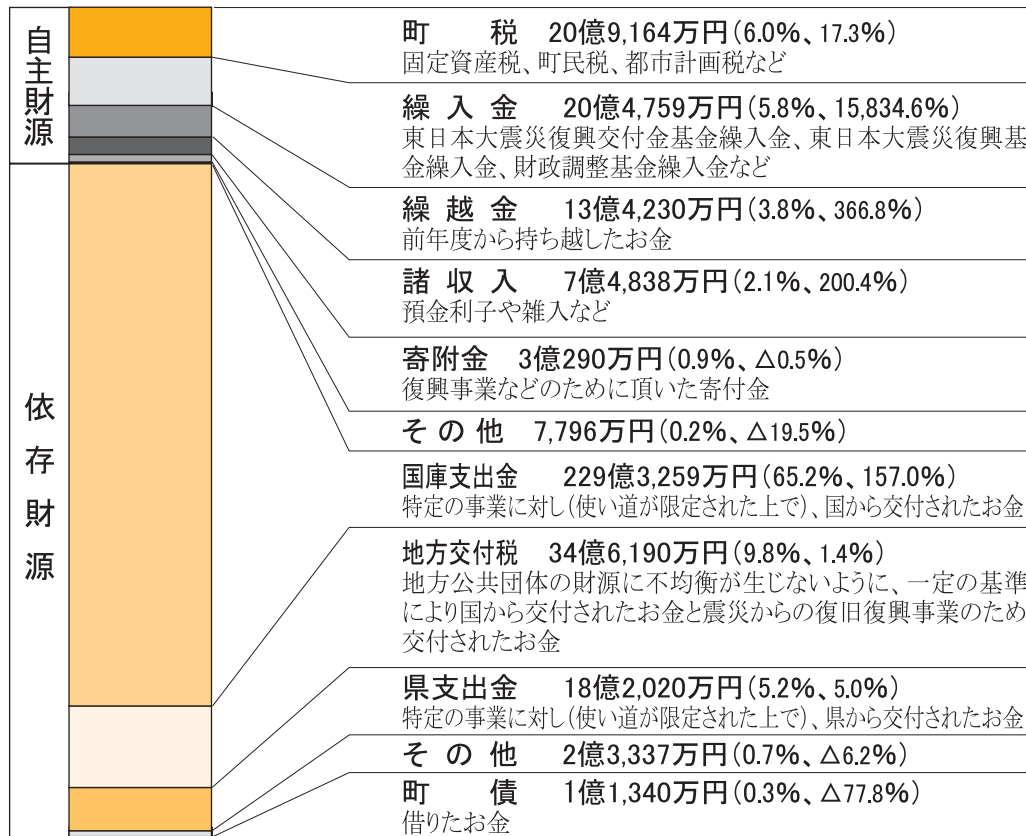 自主財源
町税 20億9,164万円(6.0%、17.3%)
固定資産税、町民税、都市計画税など
繰入金 20億4,759万円(5.8%、15,834.6%)
東日本大震災復興交付金基金繰入金、東日本大震災復興基
金繰入金、財政調整基金繰入金など
繰越金 13億4,230万円(3.8%、366.8%)
前年度から持ち越したお金
諸収入 7億4,838万円(2.1%、200.4%)
預金利子や雑入など
寄附金 3億290万円(0.9%、△0.5%)
復興事業などのために頂いた寄付金
その他 7,796万円(0.2%、△19.5%)
依存財源
国庫支出金 229億3,259万円(65.2%、157.0%)
特定の事業に対し(使い道が限定された上で)、国から交付されたお金
地方交付税 34億6,190万円(9.8%、1.4%)
地方公共団体の財源に不均衡が生じないように、一定の基準
により国から交付されたお金と震災からの復旧復興事業のため
交付されたお金
県支出金 18億2,020万円(5.2%、5.0%)
特定の事業に対し(使い道が限定された上で)、県から交付されたお金
その他 2億3,337万円(0.7%、△6.2%)
町債 1億1,340万円(0.3%、△77.8%)
借りたお金